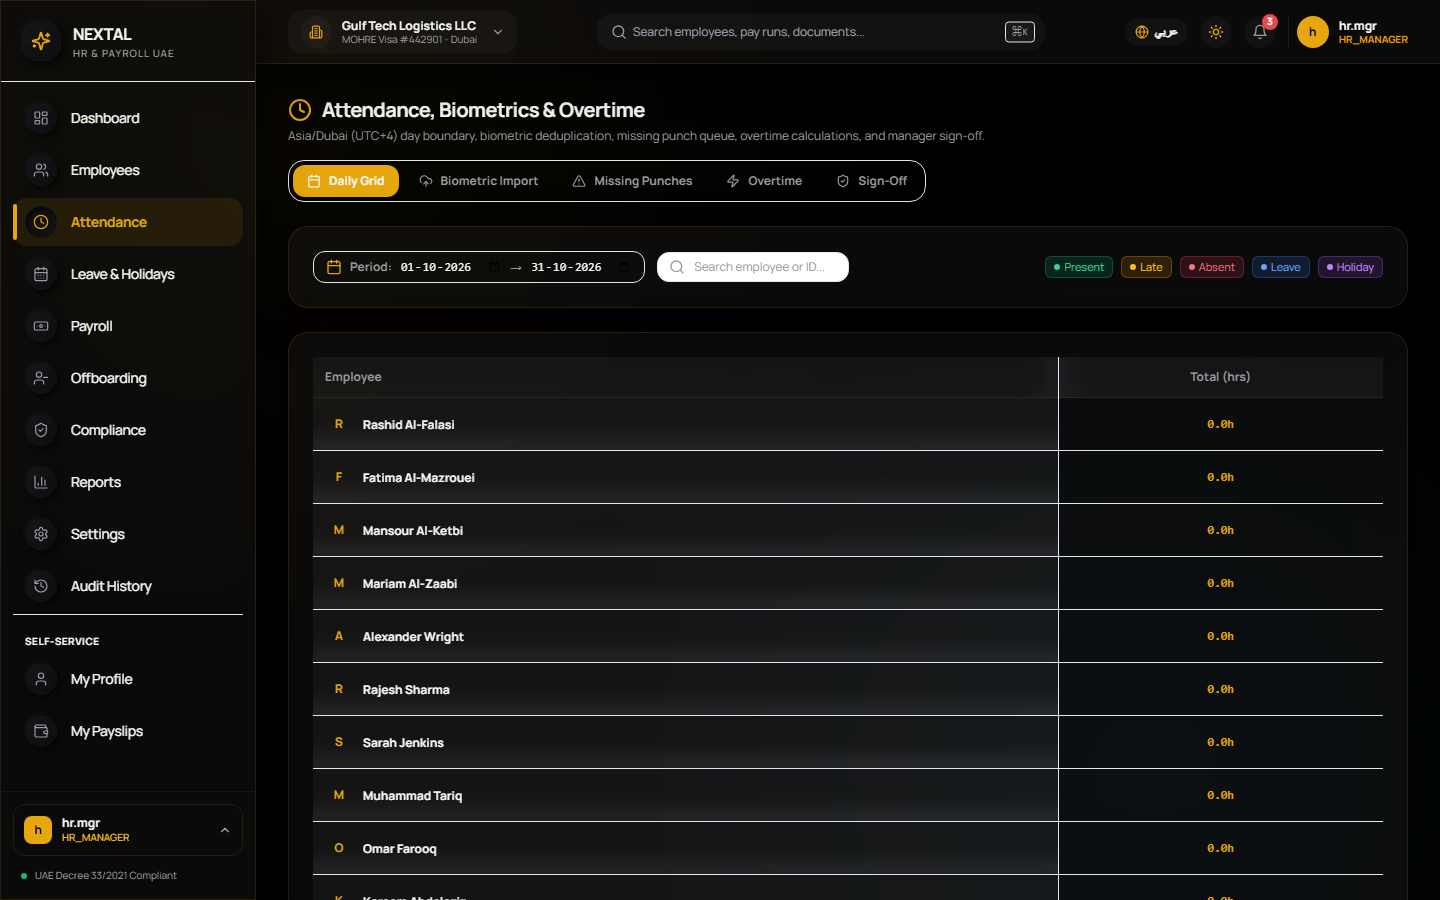 NEXTAL
HR & PAYROLL UAE
Dashboard
Employees
Attendance
Leave & Holidays
Payroll
Offboarding
Compliance
Reports
Settings
Audit History
SELF-SERVICE
My Profile
My Payslips
h
hr.mgr
HR_MANAGER
UAE Decree 33/2021 Compliant
Gulf Tech Logistics LLC
MOHRE Visa #442901 - Dubai
Search employees, pay runs, documents...
⌘K
عربي
3
h
hr.mgr
HR_MANAGER
Attendance, Biometrics & Overtime
Asia/Dubai (UTC+4) day boundary, biometric deduplication, missing punch queue, overtime calculations, and manager sign-off.
Daily Grid
Biometric Import
Missing Punches
Overtime
Sign-Off
Period: 01-10-2026 → 31-10-2026
Search employee or ID...
Present
Late
Absent
Leave
Holiday
Employee Total (hrs)
R Rashid Al-Falasi 0.0h
F Fatima Al-Mazrouei 0.0h
M Mansour Al-Ketbi 0.0h
M Mariam Al-Zaabi 0.0h
A Alexander Wright 0.0h
R Rajesh Sharma 0.0h
S Sarah Jenkins 0.0h
M Muhammad Tariq 0.0h
O Omar Farooq 0.0h